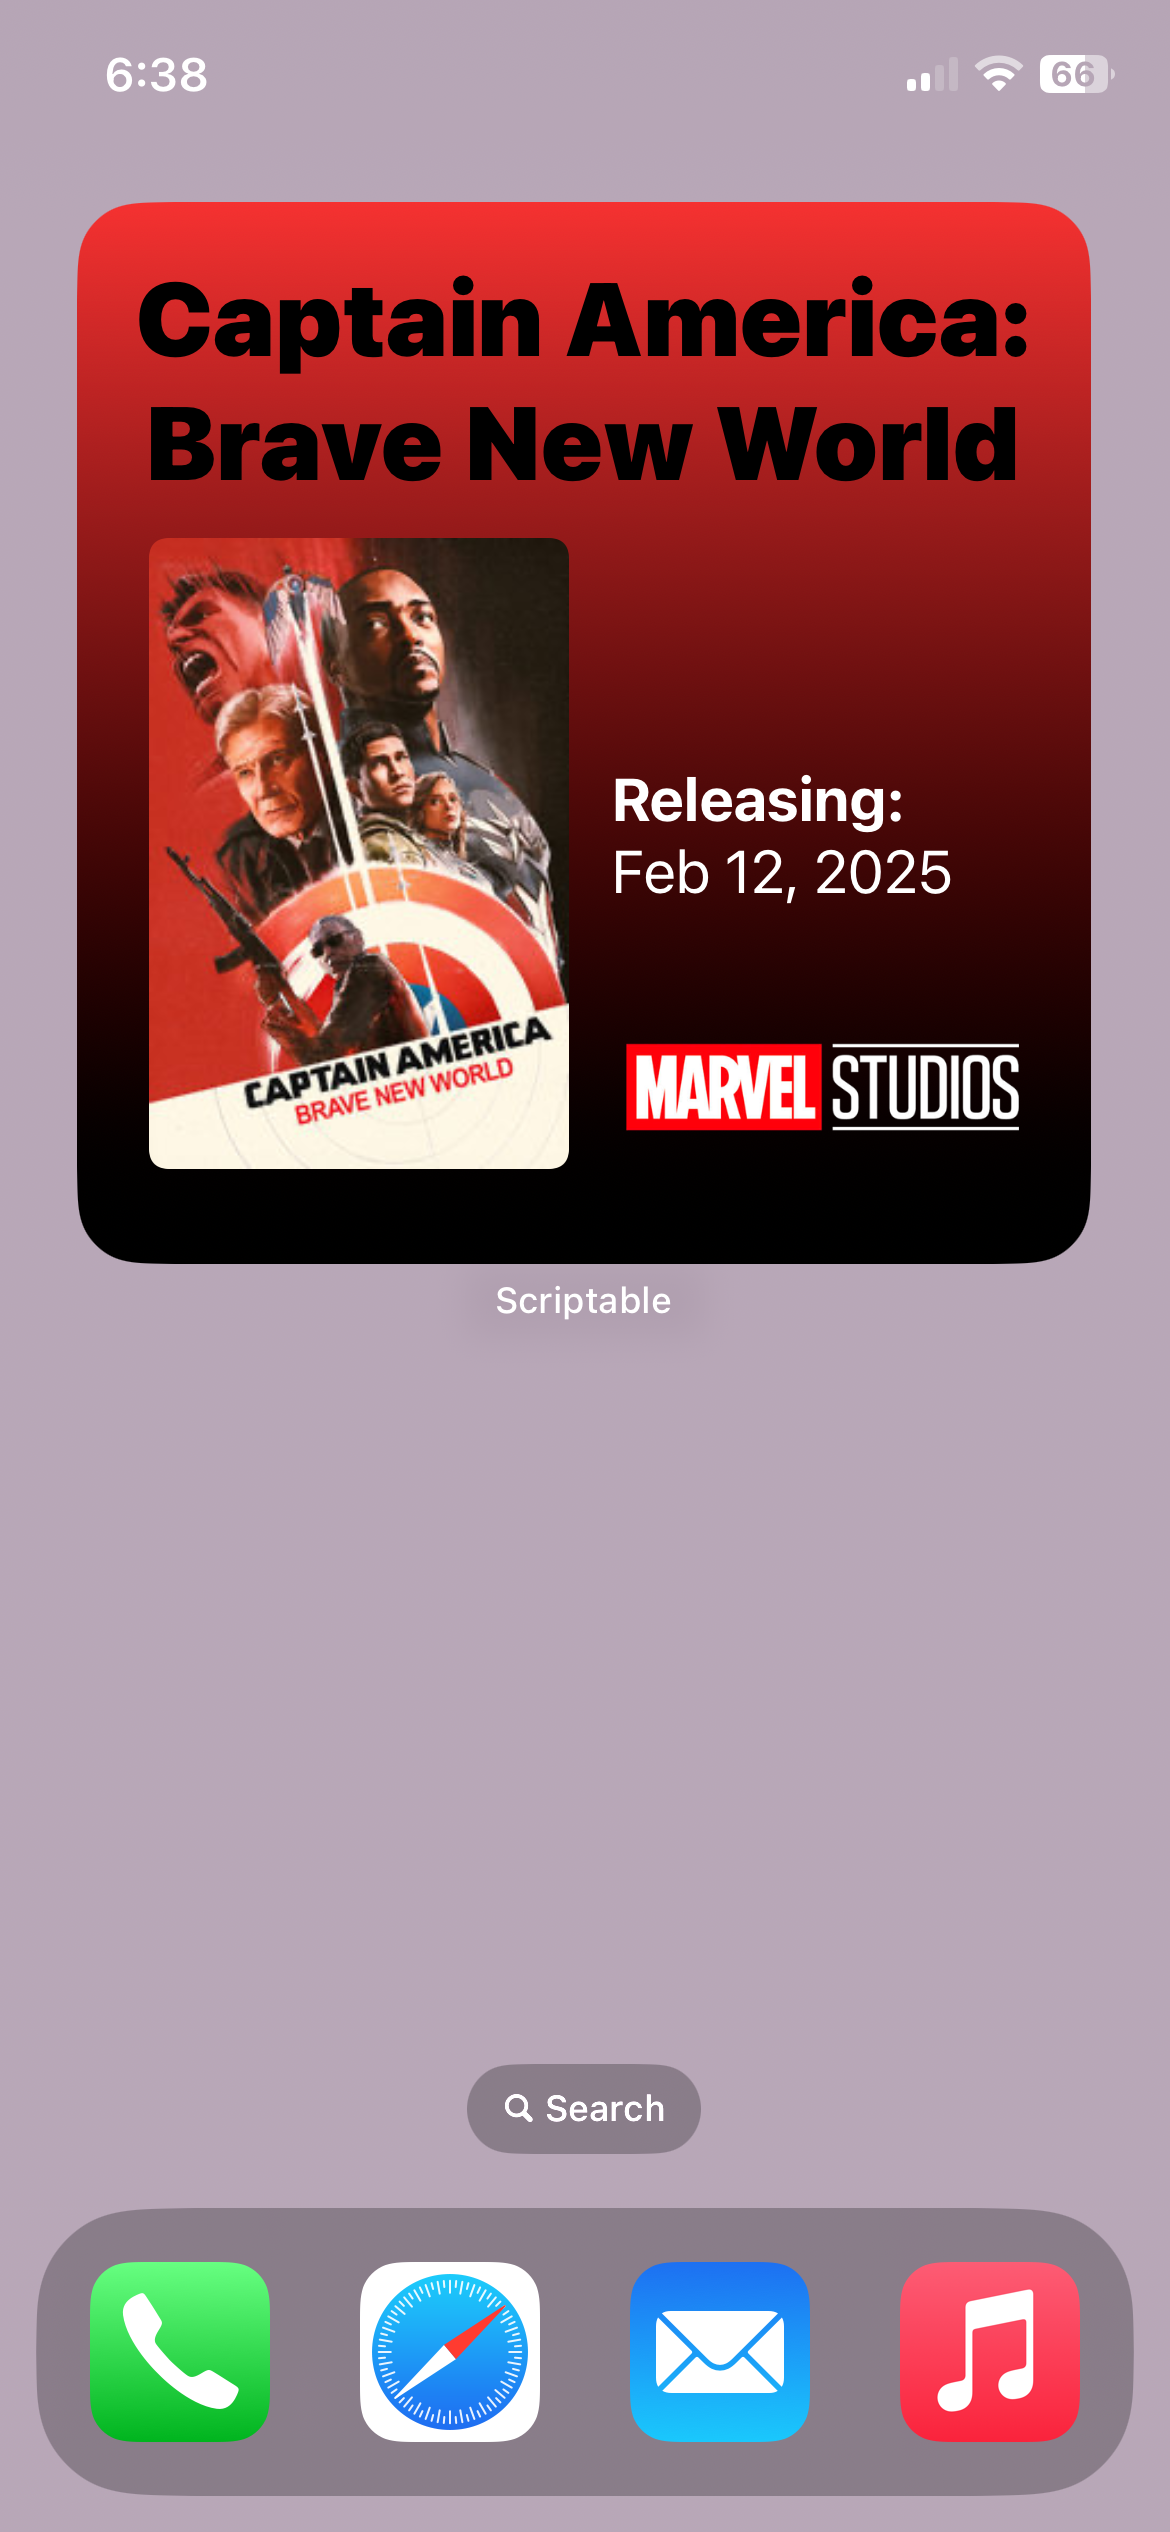 6:38
66
Captain America:
Brave New World
CAPTAIN AMERICA
BRAVE NEW WORLD
Releasing:
Feb 12, 2025
MARVEL STUDIOS
Scriptable
Search